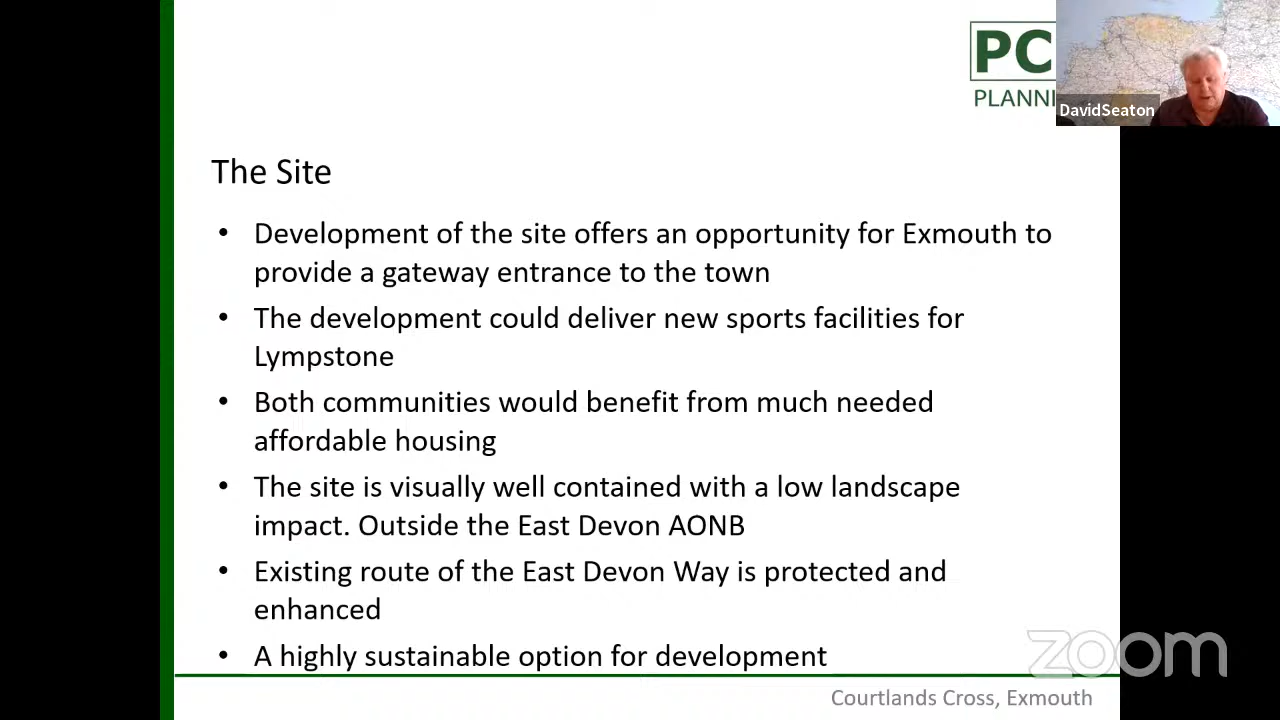 PC
PLANNI
DavidSeaton
The Site
• Development of the site offers an opportunity for Exmouth to
provide a gateway entrance to the town
• The development could deliver new sports facilities for
Lympstone
• Both communities would benefit from much needed
affordable housing
• The site is visually well contained with a low landscape
impact. Outside the East Devon AONB
• Existing route of the East Devon Way is protected and
enhanced
• A highly sustainable option for development
zoom
Courtlands Cross, Exmouth